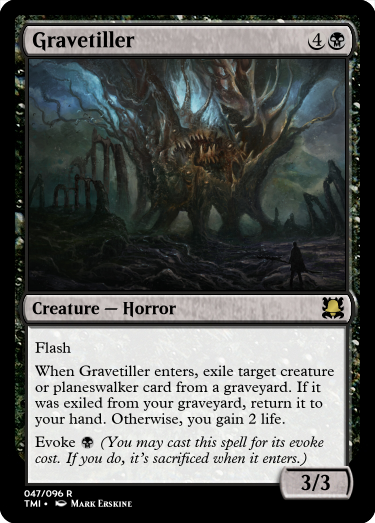 Gravetiller 4
Creature — Horror
Flash
When Gravetiller enters, exile target creature
or planeswalker card from a graveyard. If it
was exiled from your graveyard, return it to
your hand. Otherwise, you gain 2 life.
Evoke (You may cast this spell for its evoke
cost. If you do, it's sacrificed when it enters.)
3/3
047/096 R
TMI • Mark Erskine